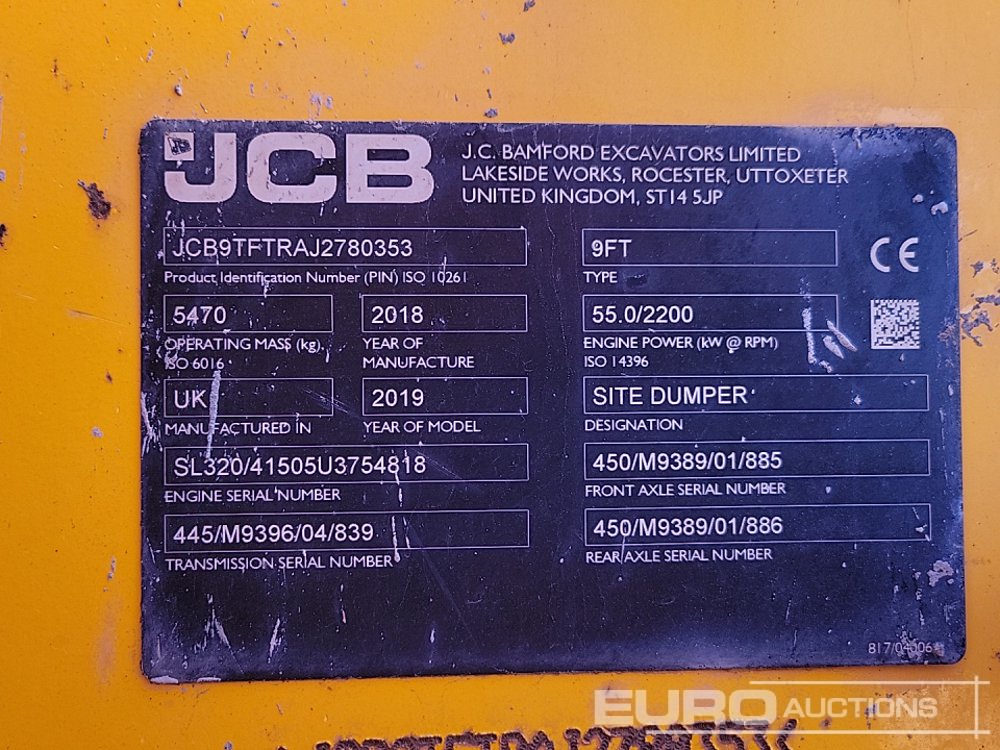 JCB
J.C. BAMFORD EXCAVATORS LIMITED
LAKESIDE WORKS, ROCESTER, UTTOXETER
UNITED KINGDOM, ST14 5JP
JCB9TFTRAJ2780353
Product Identification Number (PIN) ISO 10261
9FT
TYPE
CE
5470
OPERATING MASS (kg)
ISO 6016
2018
YEAR OF
MANUFACTURE
55.0/2200
ENGINE POWER (kW @ RPM)
ISO 14396
UK
MANUFACTURED IN
2019
YEAR OF MODEL
SITE DUMPER
DESIGNATION
SL320/41505U3754818
ENGINE SERIAL NUMBER
450/M9389/01/885
FRONT AXLE SERIAL NUMBER
445/M9396/04/839
TRANSMISSION SERIAL NUMBER
450/M9389/01/886
REAR AXLE SERIAL NUMBER
EURO AUCTIONS